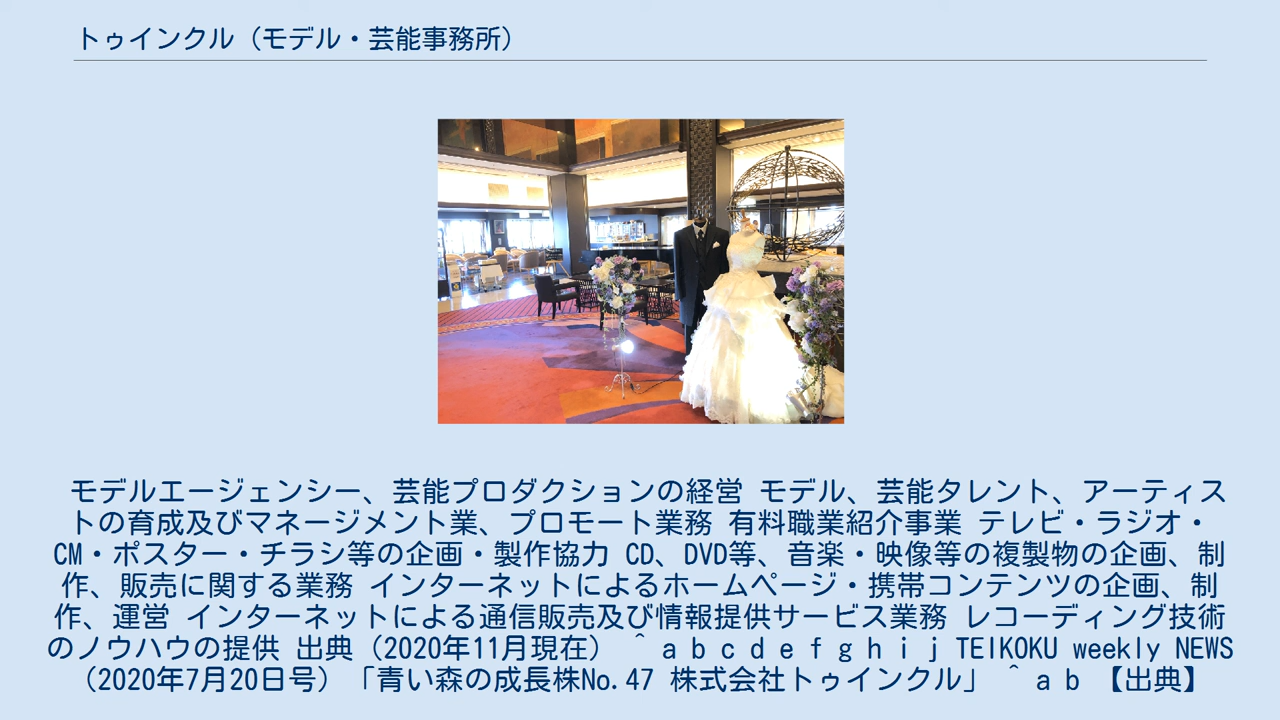 トゥインクル（モデル・芸能事務所）
モデルエージェンシー、芸能プロダクションの経営 モデル、芸能タレント、アーティス
トの育成及びマネージメント業、プロモート業務 有料職業紹介事業 テレビ・ラジオ・
CM・ポスター・チラシ等の企画・製作協力 CD、DVD等、音楽・映像等の複製物の企画、制
作、販売に関する業務 インターネットによるホームページ・携帯コンテンツの企画、制
作、運営 インターネットによる通信販売及び情報提供サービス業務 レコーディング技術
のノウハウの提供 出典（2020年11月現在） ^ a b c d e f g h i j TEIKOKU weekly NEWS
（2020年7月20日号）「青い森の成長株No.47 株式会社トゥインクル」 ^ a b 【出典】